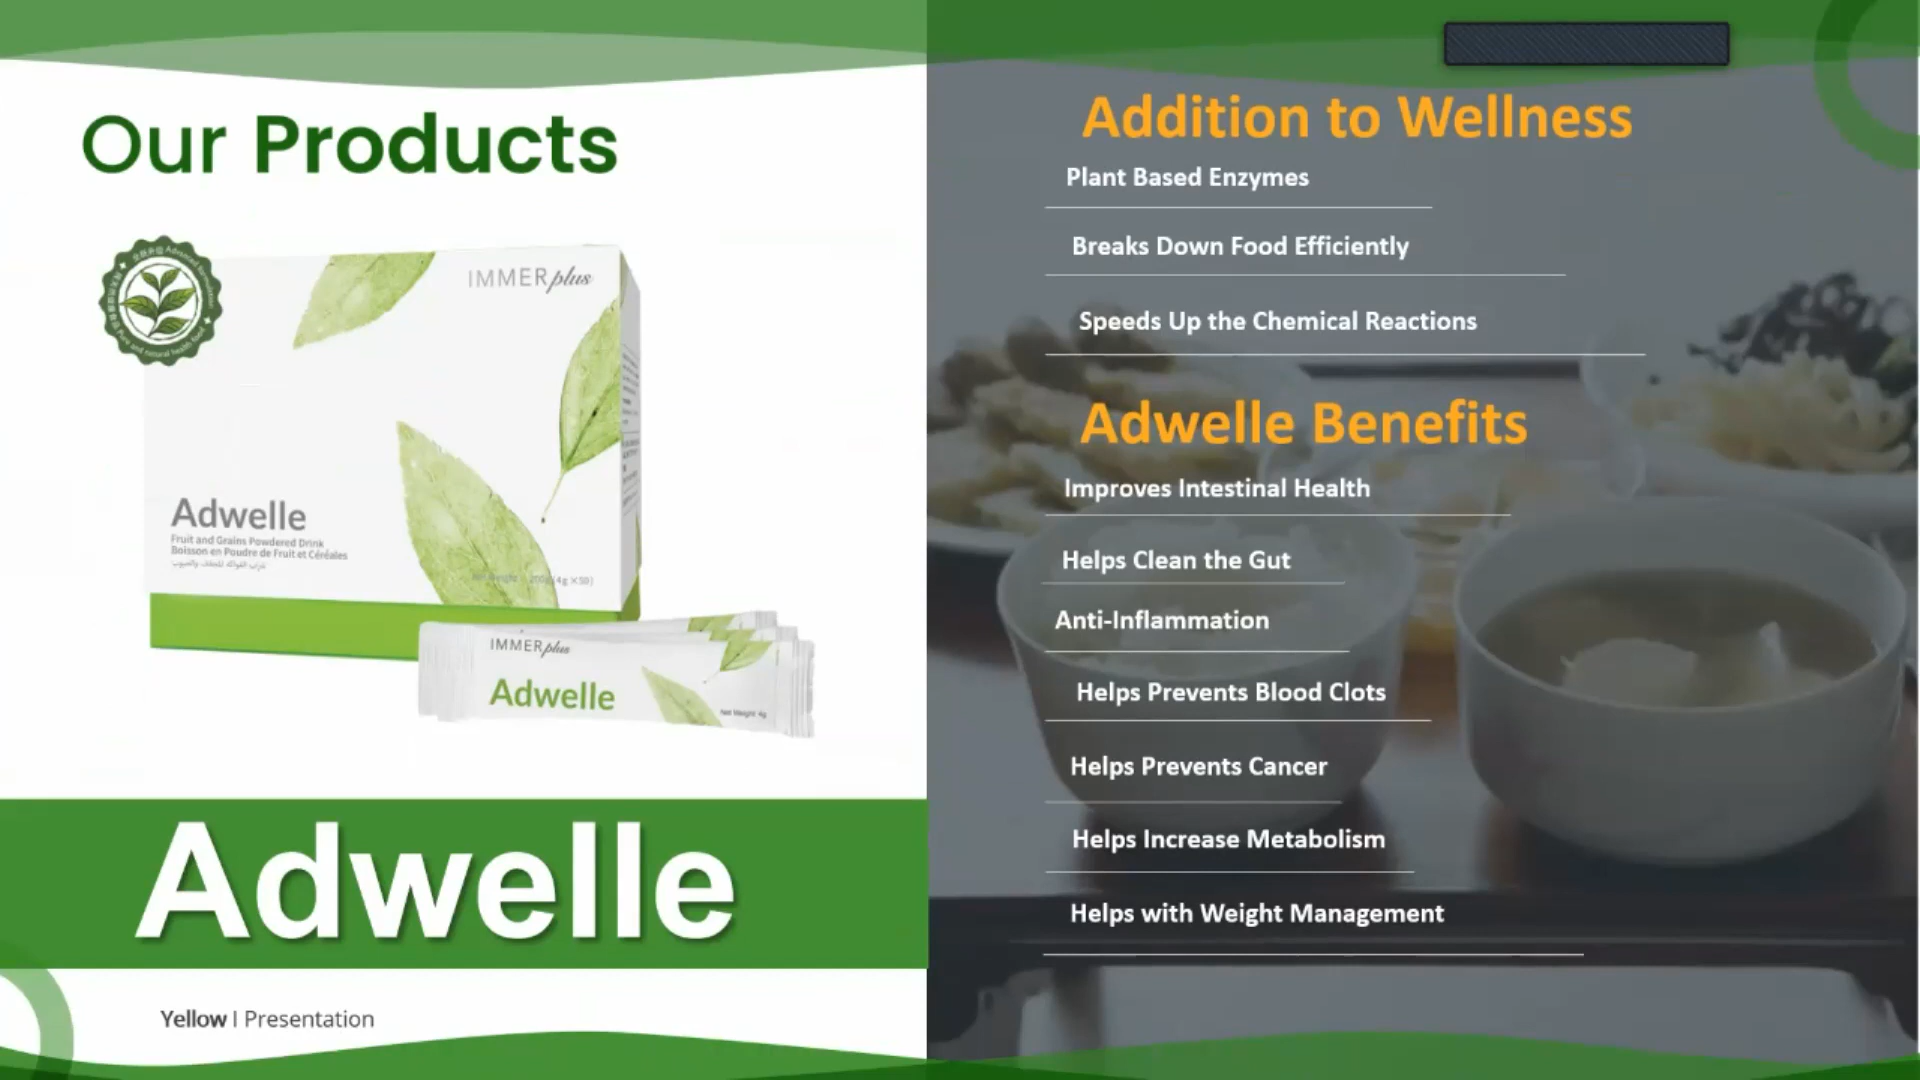 Our Products
IMMERplus
Adwelle
Fruit and Grains Powdered Drink
Boisson en Poudre de Fruit et Céréales
IMMERplus
Adwelle
Net Weight 4g
Adwelle
Yellow I Presentation
Addition to Wellness
Plant Based Enzymes
Breaks Down Food Efficiently
Speeds Up the Chemical Reactions
Adwelle Benefits
Improves Intestinal Health
Helps Clean the Gut
Anti-Inflammation
Helps Prevents Blood Clots
Helps Prevents Cancer
Helps Increase Metabolism
Helps with Weight Management